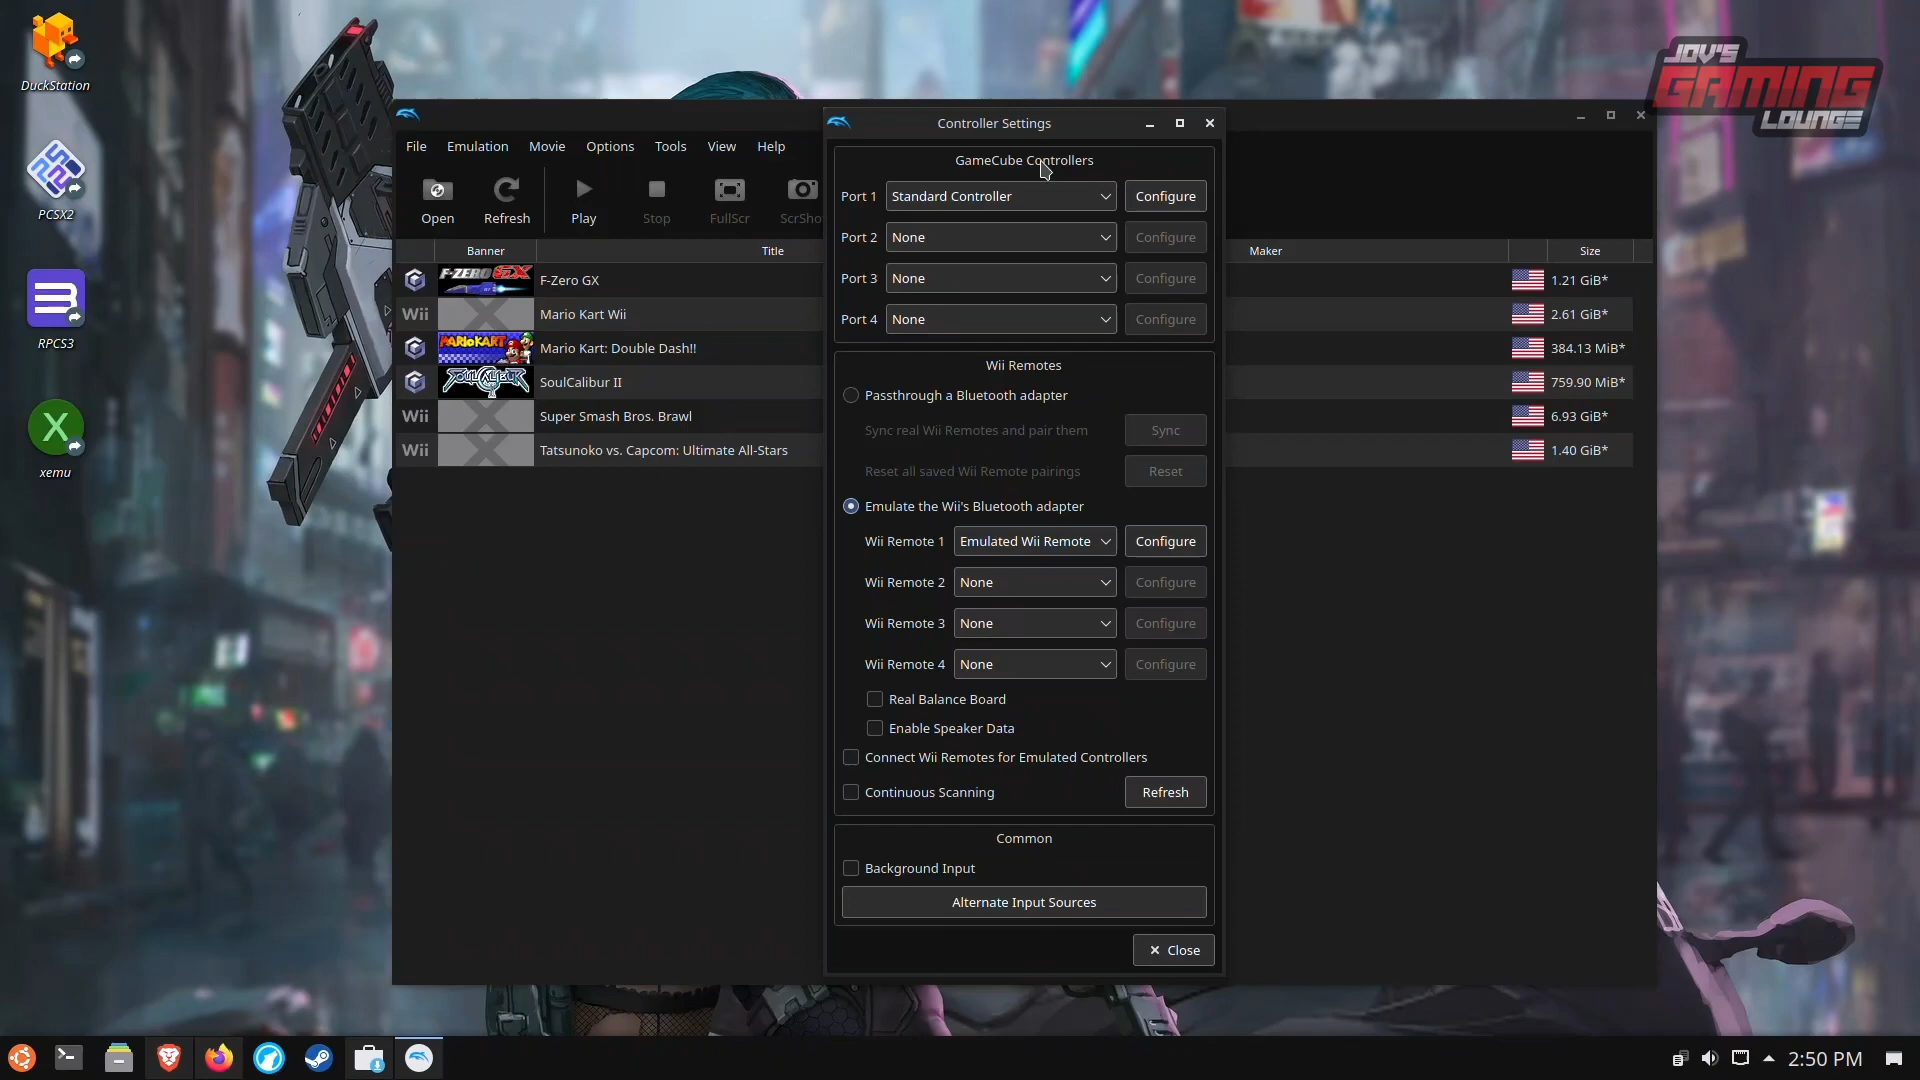 DuckStation
PCSX2
RPCS3
xemu
JOV'S
GAMING
LOUNGE
File Emulation Movie Options Tools View Help
Open Refresh Play Stop FullScr ScrSho
Banner Title Maker Size
F-ZERO GX F-Zero GX 1.21 GiB*
Wii Mario Kart Wii 2.61 GiB*
MARIOKART Mario Kart: Double Dash!! 384.13 MiB*
SOULCALIBUR II SoulCalibur II 759.90 MiB*
Wii Super Smash Bros. Brawl 6.93 GiB*
Wii Tatsunoko vs. Capcom: Ultimate All-Stars 1.40 GiB*
Controller Settings
GameCube Controllers
Port 1 Standard Controller Configure
Port 2 None Configure
Port 3 None Configure
Port 4 None Configure
Wii Remotes
Passthrough a Bluetooth adapter
Sync real Wii Remotes and pair them Sync
Reset all saved Wii Remote pairings Reset
Emulate the Wii's Bluetooth adapter
Wii Remote 1 Emulated Wii Remote Configure
Wii Remote 2 None Configure
Wii Remote 3 None Configure
Wii Remote 4 None Configure
Real Balance Board
Enable Speaker Data
Connect Wii Remotes for Emulated Controllers
Continuous Scanning Refresh
Common
Background Input
Alternate Input Sources
Close
2:50 PM